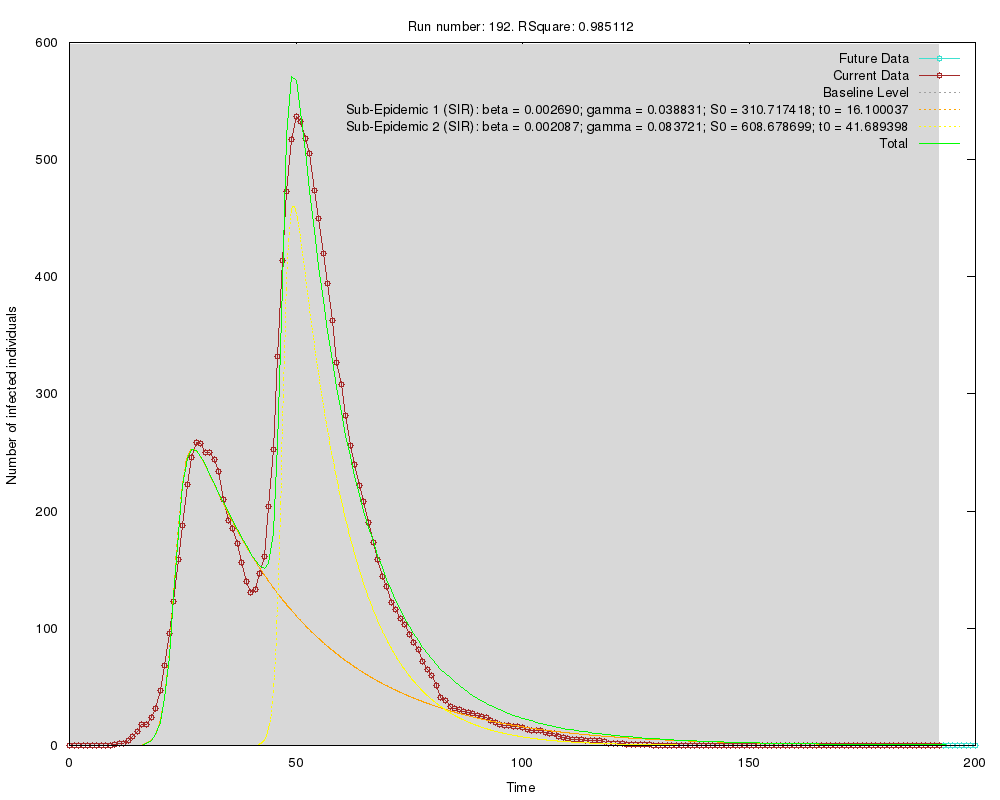 Run number: 192. RSquare: 0.985112
600
500
400
300
200
100
0
Number of infected individuals
Future Data
Current Data
Baseline Level
Sub-Epidemic 1 (SIR): beta = 0.002690; gamma = 0.038831; S0 = 310.717418; t0 = 16.100037
Sub-Epidemic 2 (SIR): beta = 0.002087; gamma = 0.083721; S0 = 608.678699; t0 = 41.689398
Total
0 50 100 150 200
Time